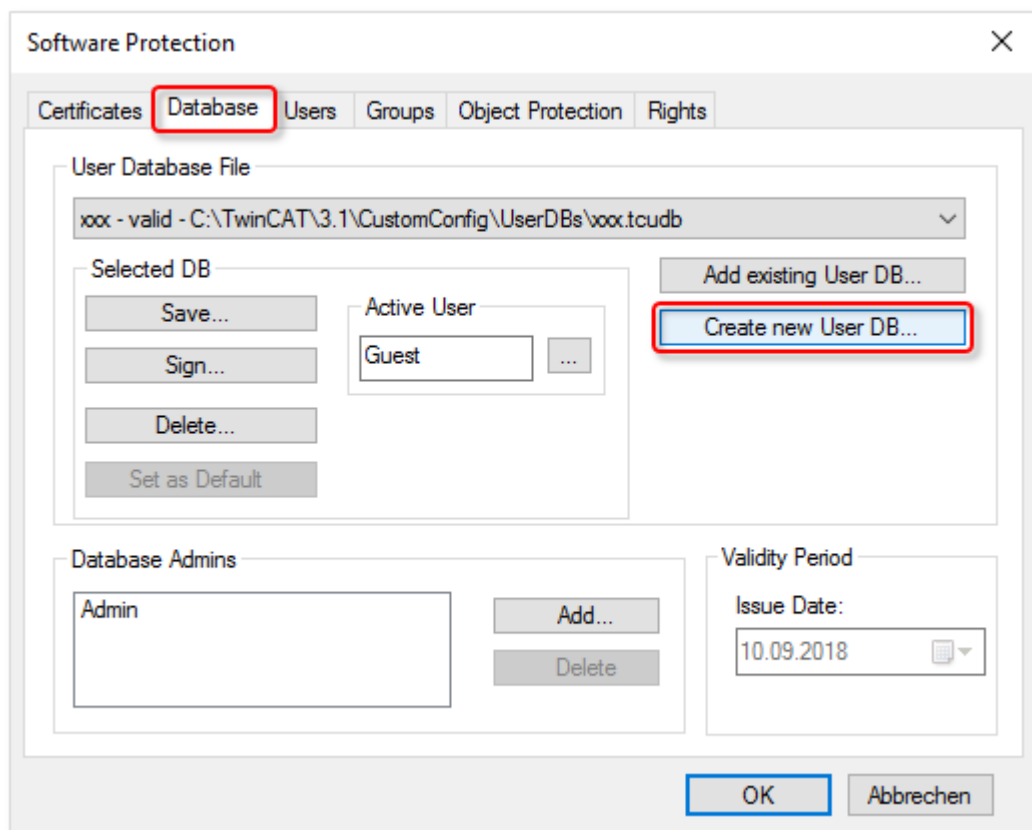 Software Protection
Certificates Database Users Groups Object Protection Rights
User Database File
xxx - valid - C:\TwinCAT\3.1\CustomConfig\UserDBs\xxx.tcudb
Selected DB
Save...
Sign...
Delete...
Set as Default
Active User
Guest
...
Add existing User DB...
Create new User DB...
Database Admins
Admin
Add...
Delete
Validity Period
Issue Date:
10.09.2018
OK
Abbrechen